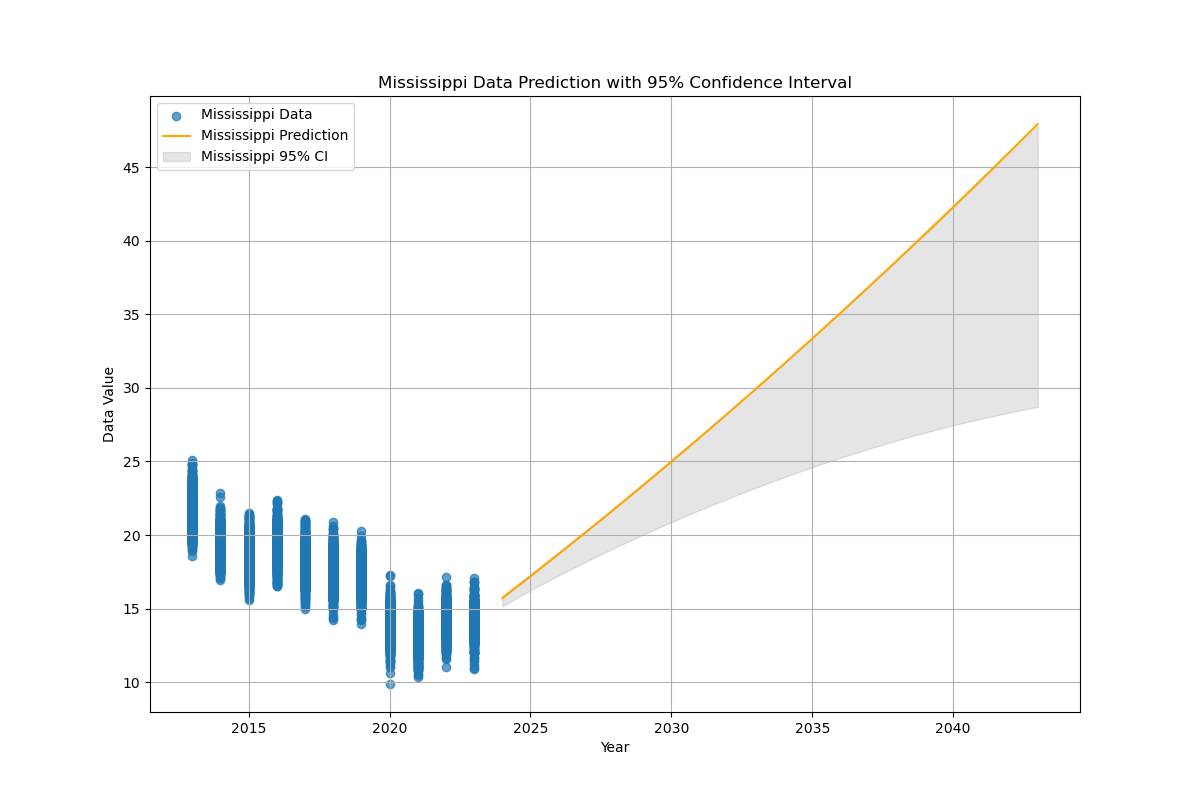 Mississippi Data Prediction with 95% Confidence Interval
Mississippi Data
Mississippi Prediction
Mississippi 95% CI
45
40
35
30
25
20
15
10
Data Value
2015 2020 2025 2030 2035 2040
Year